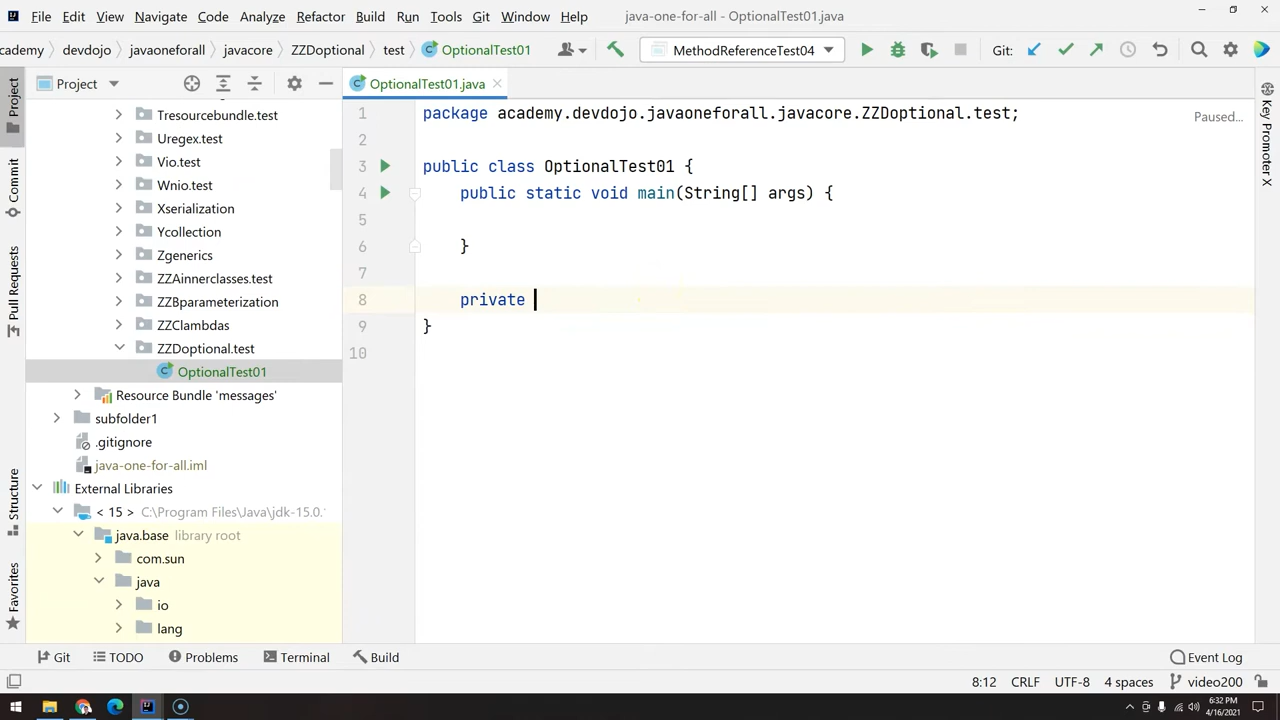 File Edit View Navigate Code Analyze Refactor Build Run Tools Git Window Help java-one-for-all - OptionalTest01.java
cademy devdojo javaoneforall javacore ZZDoptional test OptionalTest01 MethodReferenceTest04 Git:
Project
OptionalTest01.java
Project
Commit
Pull Requests
Structure
Favorites
Tresourcebundle.test
Uregex.test
Vio.test
Wnio.test
Xserialization
Ycollection
Zgenerics
ZZAinnerclasses.test
ZZBparameterization
ZZClambdas
ZZDoptional.test
OptionalTest01
Resource Bundle 'messages'
subfolder1
.gitignore
java-one-for-all.iml
External Libraries
< 15 > C:\Program Files\Java\jdk-15.0.
java.base library root
com.sun
java
io
lang
1 package academy.devdojo.javaoneforall.javacore.ZZDoptional.test;
2
3 public class OptionalTest01 {
4 public static void main(String[] args) {
5
6 }
7
8 private
9 }
10
Paused...
Key Promoter X
Git TODO Problems Terminal Build Event Log
8:12 CRLF UTF-8 4 spaces video200
6:32 PM
4/16/2021